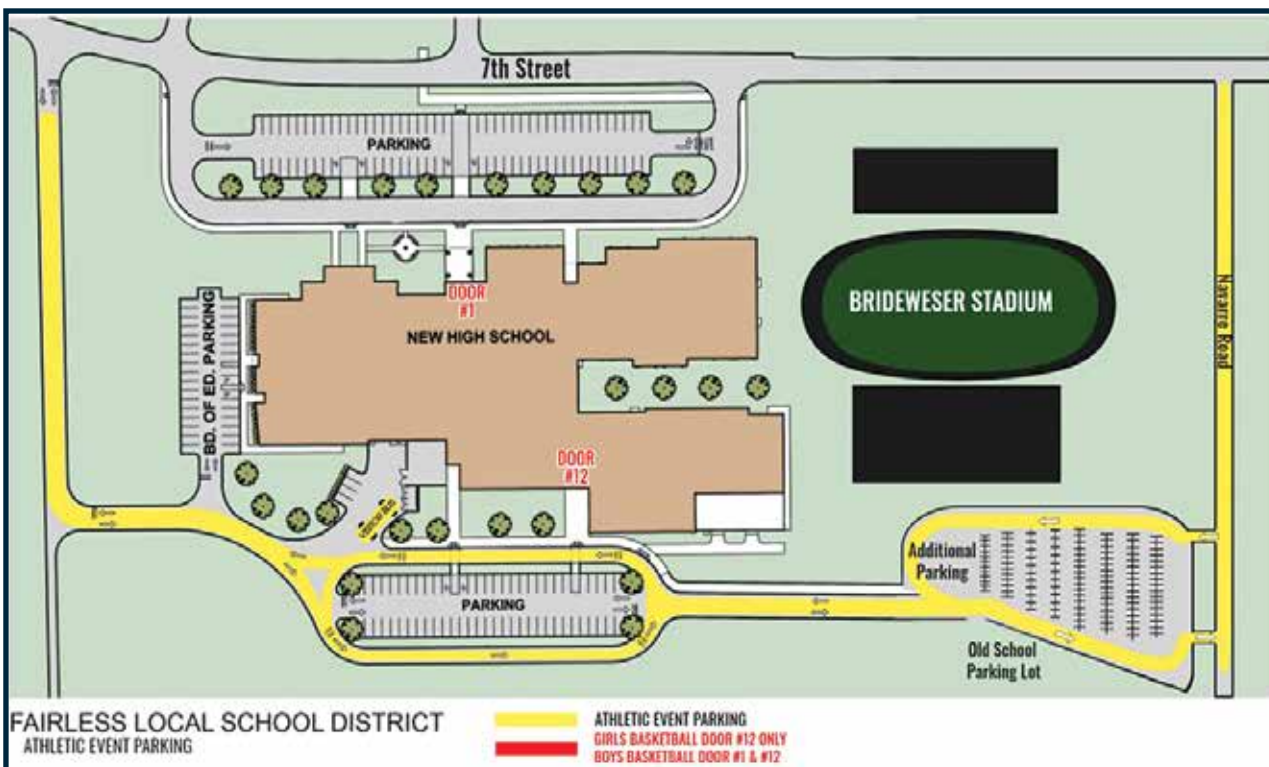 7th Street
PARKING
DOOR
#1
NEW HIGH SCHOOL
BD. OF ED. PARKING
BRIDEWESER STADIUM
Navarre Road
DOOR
#12
Additional
Parking
PARKING
Old School
Parking Lot
FAIRLESS LOCAL SCHOOL DISTRICT
ATHLETIC EVENT PARKING
ATHLETIC EVENT PARKING
GIRLS BASKETBALL DOOR #12 ONLY
BOYS BASKETBALL DOOR #1 & #12